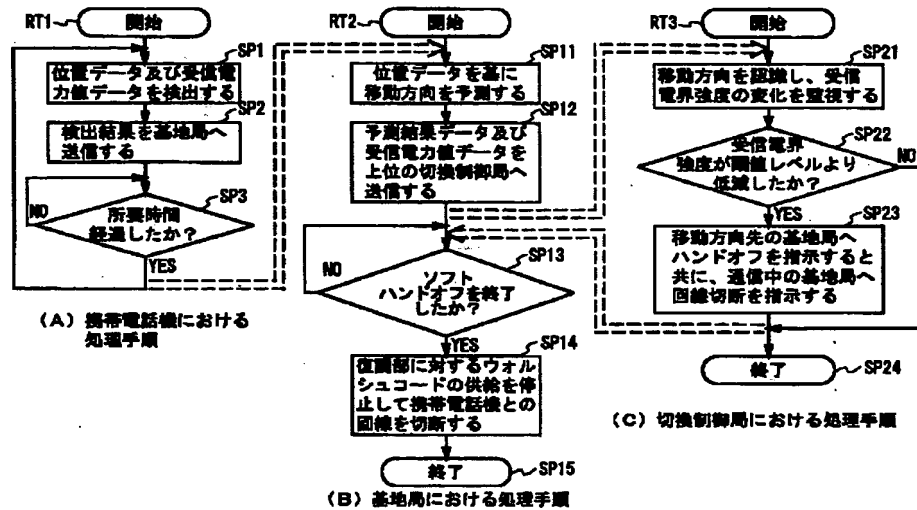 RT1
開始
SP1
位置データ及び受信電
力値データを検出する
SP2
検出結果を基地局へ
送信する
SP3
所要時間
経過したか?
NO
YES
(A) 携帯電話機における
処理手順
RT2
開始
SP11
位置データを基に
移動方向を予測する
SP12
予測結果データ及び
受信電力値データを
上位の切換制御局へ
送信する
SP13
ソフト
ハンドオフを終了
したか?
NO
YES
SP14
復調部に対するウォル
シュコードの供給を停
止して携帯電話機との
回線を切断する
終了
SP15
(B) 基地局における処理手順
RT3
開始
SP21
移動方向を認識し、受信
電界強度の変化を監視する
SP22
受信電界
強度が閾値レベルより
低減したか?
NO
YES
SP23
移動方向先の基地局へ
ハンドオフを指示すると
共に、通信中の基地局へ
回線切断を指示する
終了
SP24
(C) 切換制御局における処理手順